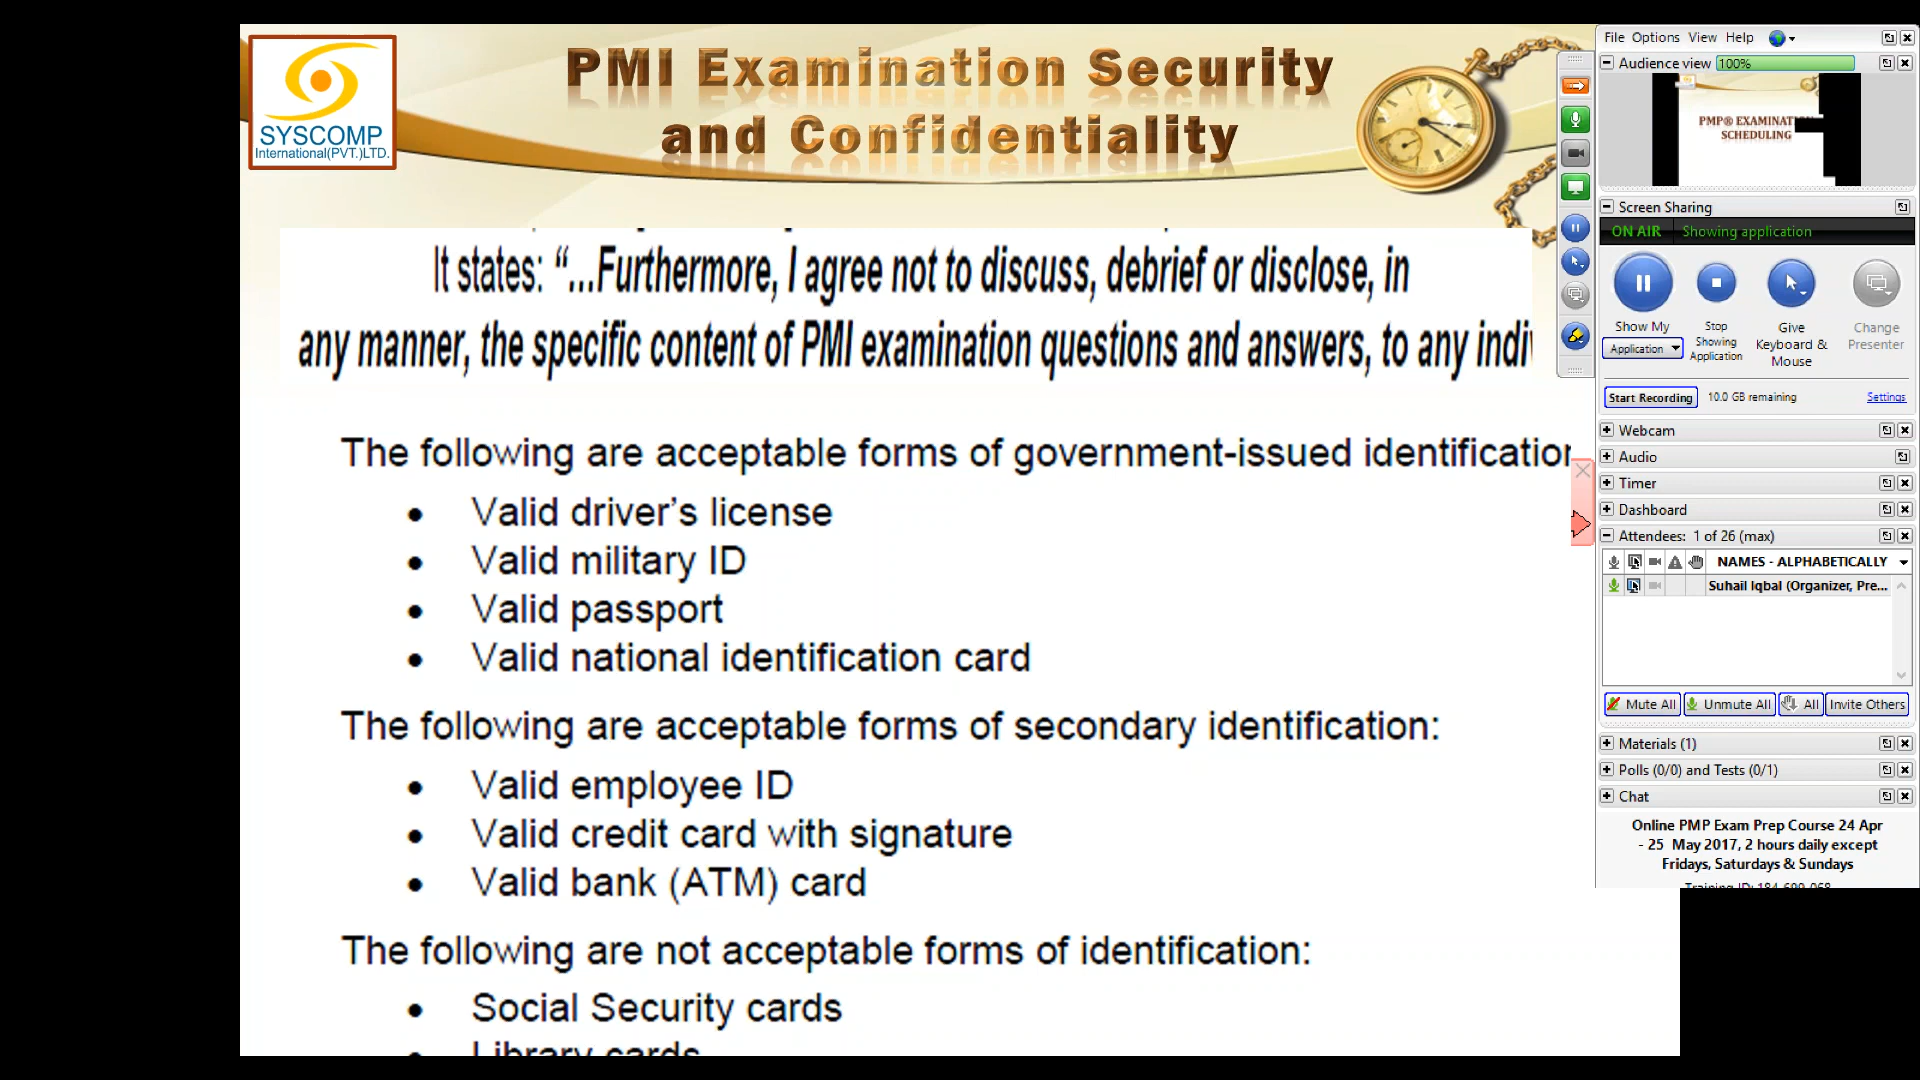 SYSCOMP
International(PVT.)LTD.
PMI Examination Security
and Confidentiality
It states: “...Furthermore, I agree not to discuss, debrief or disclose, in
any manner, the specific content of PMI examination questions and answers, to any indi
The following are acceptable forms of government-issued identification
• Valid driver’s license
• Valid military ID
• Valid passport
• Valid national identification card
The following are acceptable forms of secondary identification:
• Valid employee ID
• Valid credit card with signature
• Valid bank (ATM) card
The following are not acceptable forms of identification:
• Social Security cards
• Library cards
File Options View Help
Audience view 100%
PMP® EXAMINAT
SCHEDULING
Screen Sharing
ON AIR Showing application
Show My
Application
Stop
Showing
Application
Give
Keyboard &
Mouse
Change
Presenter
Start Recording 10.0 GB remaining Settings
Webcam
Audio
Timer
Dashboard
Attendees: 1 of 26 (max)
NAMES - ALPHABETICALLY
Suhail Iqbal (Organizer, Pre...
Mute All Unmute All All Invite Others
Materials (1)
Polls (0/0) and Tests (0/1)
Chat
Online PMP Exam Prep Course 24 Apr
- 25 May 2017, 2 hours daily except
Fridays, Saturdays & Sundays
Training ID: 184-699-068